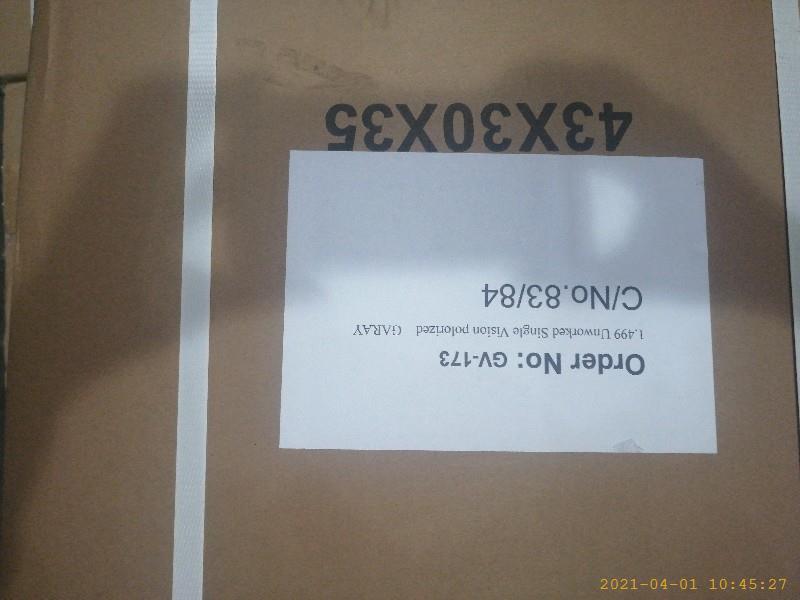 Order No: GV-173
1.499 Unworked Single Vision polorized GARAY
C/No.83/84
43X30X35
2021-04-01 10:45:27